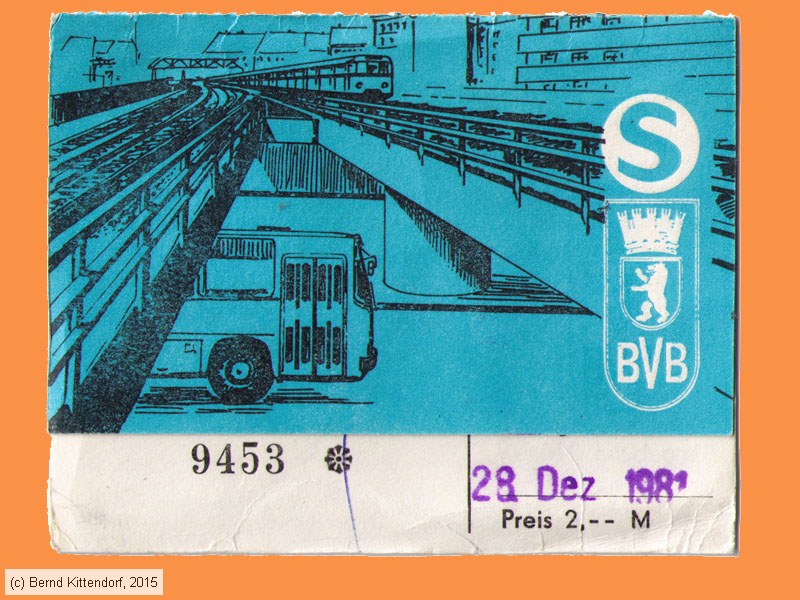 S
BVB
9453
28 Dez 1981
Preis 2,-- M
(c) Bernd Kittendorf, 2015